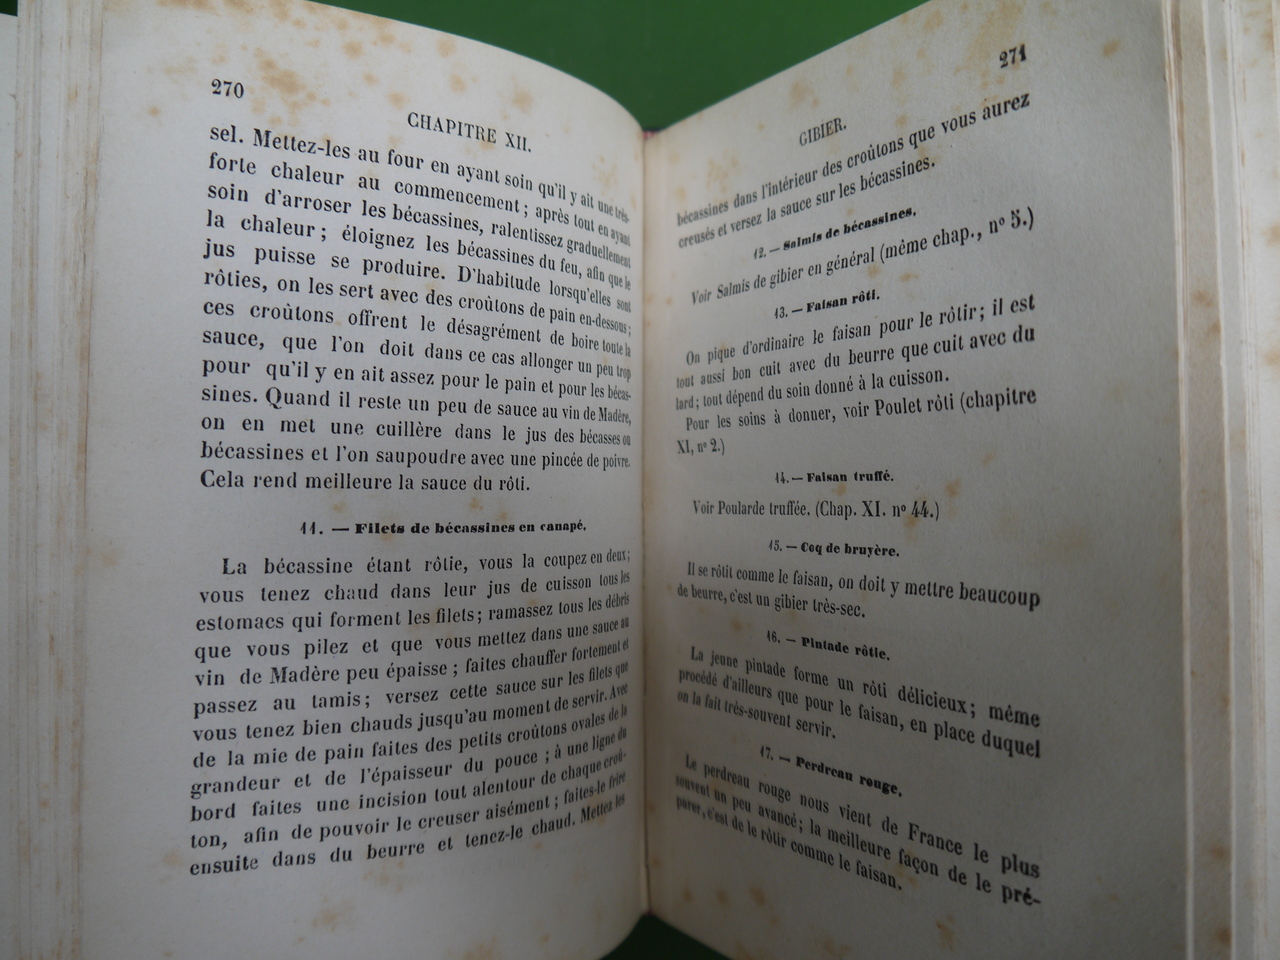 270
CHAPITRE XII.
sel. Mettez-les au four en ayant soin qu'il y ait une très-
forte chaleur au commencement ; après tout en ayant
soin d'arroser les bécassines, ralentissez graduellement
la chaleur ; éloignez les bécassines du feu, afin que le
jus puisse se produire. D'habitude lorsqu'elles sont
rôties, on les sert avec des croûtons de pain en-dessous ;
ces croûtons offrent le désagrément de boire toute la
sauce, que l'on doit dans ce cas allonger un peu trop
pour qu'il y en ait assez pour le pain et pour les bécas-
sines. Quand il reste un peu de sauce au vin de Madère,
on en met une cuillère dans le jus des bécasses ou
bécassines et l'on saupoudre avec une pincée de poivre.
Cela rend meilleure la sauce du rôti.
11. — Filets de bécassines en canapé.
La bécassine étant rôtie, vous la coupez en deux ;
vous tenez chaud dans leur jus de cuisson tous les
estomacs qui forment les filets ; ramassez tous les débris
que vous pilez et que vous mettez dans une sauce au
vin de Madère peu épaisse ; faites chauffer fortement et
passez au tamis ; versez cette sauce sur les filets que
vous tenez bien chauds jusqu'au moment de servir. Avec
de la mie de pain faites des petits croûtons ovales de la
grandeur et de l'épaisseur du pouce ; à une ligne du
bord faites une incision tout alentour de chaque croû-
ton, afin de pouvoir le creuser aisément ; faites-le frire
ensuite dans du beurre et tenez-le chaud. Mettez les
271
GIBIER.
bécassines dans l'intérieur des croûtons que vous aurez
creusés et versez la sauce sur les bécassines.
12. — Salmis de bécassines.
Voir Salmis de gibier en général (même chap., n° 5.)
13. — Faisan rôti.
On pique d'ordinaire le faisan pour le rôtir ; il est
tout aussi bon cuit avec du beurre que cuit avec du
lard ; tout dépend du soin donné à la cuisson.
Pour les soins à donner, voir Poulet rôti (chapitre
XI, n° 2.)
14. — Faisan truffé.
Voir Poularde truffée. (Chap. XI. n° 44.)
15. — Coq de bruyère.
Il se rôtit comme le faisan, on doit y mettre beaucoup
de beurre, c'est un gibier très-sec.
16. — Pintade rôtie.
La jeune pintade forme un rôti délicieux ; même
procédé d'ailleurs que pour le faisan, en place duquel
on la fait très-souvent servir.
17. — Perdreau rouge.
Le perdreau rouge nous vient de France le plus
souvent un peu avancé ; la meilleure façon de le pré-
parer, c'est de le rôtir comme le faisan.